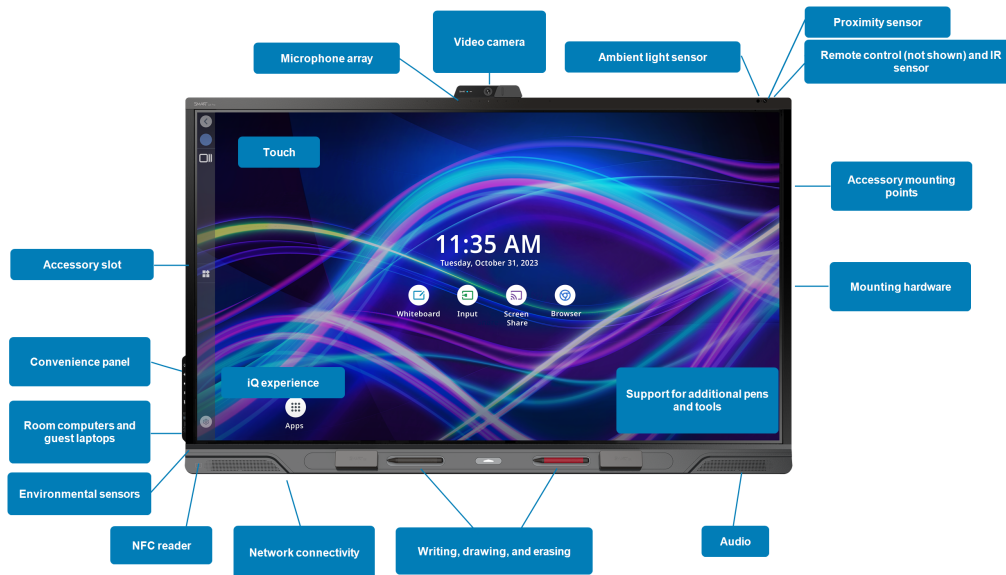 Video camera
Microphone array
Ambient light sensor
Proximity sensor
Remote control (not shown) and IR
sensor
SMART
Touch
Accessory mounting
points
11:35 AM
Tuesday, October 31, 2023
Accessory slot
Mounting hardware
Whiteboard
Input
Screen
Share
Browser
Convenience panel
iQ experience
Support for additional pens
and tools
Room computers and
guest laptops
Apps
Environmental sensors
NFC reader
Network connectivity
Writing, drawing, and erasing
Audio